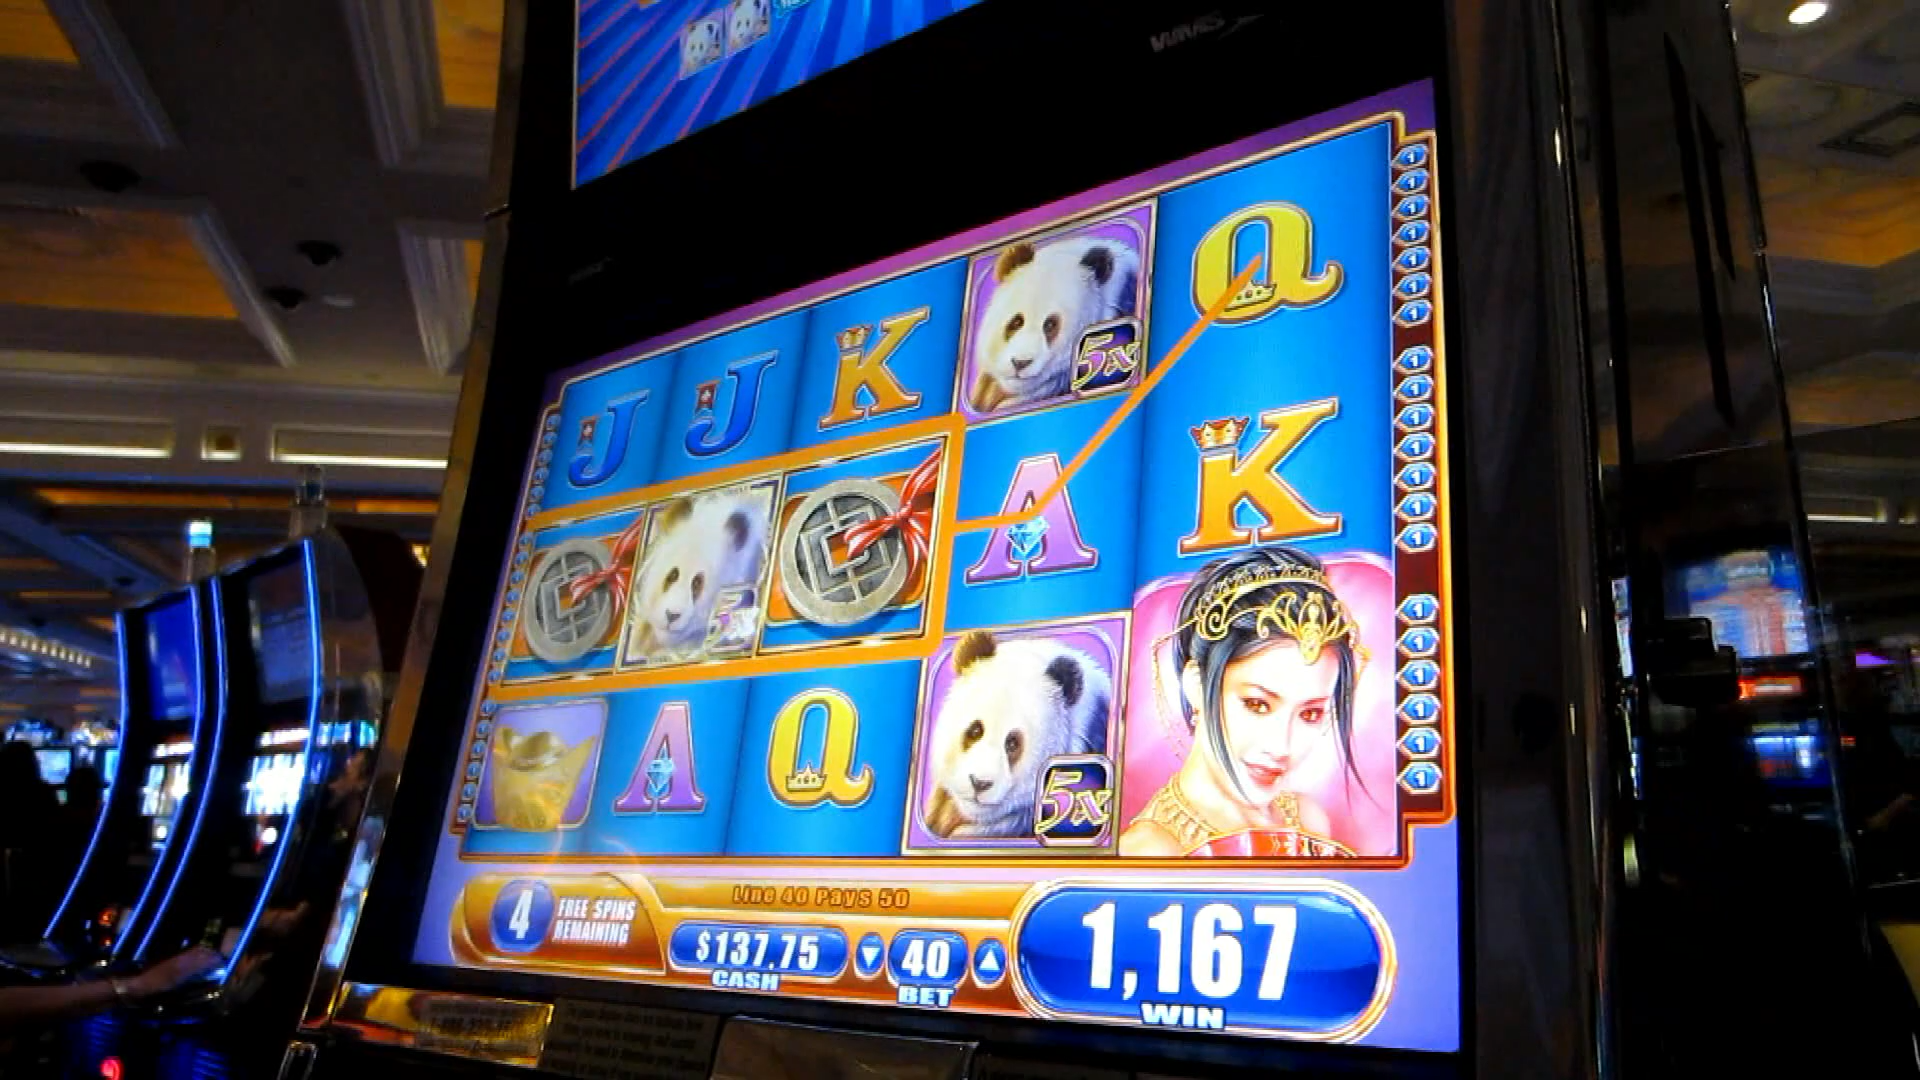 WMS
J J K 5x Q
5x A K
A Q 5x
4 FREE SPINS
REMAINING
Line 40 Pays 50
$137.75
CASH
40
BET
1,167
WIN